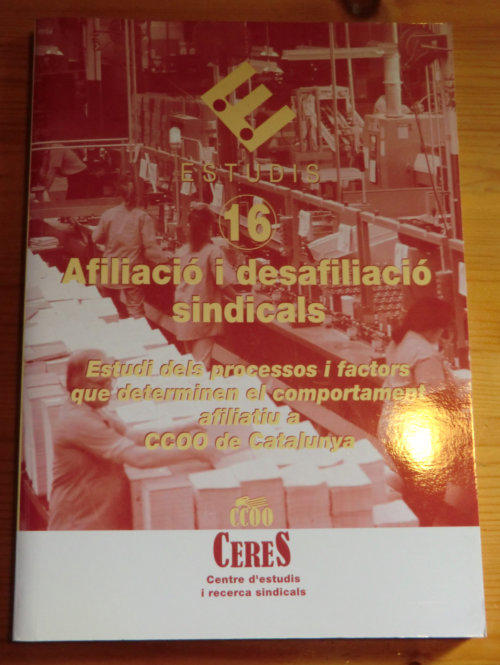 ESTUDIS
16
Afiliació i desafiliació
sindicals
Estudi dels processos i factors
que determinen el comportament
afiliatiu a
CCOO de Catalunya
CCOO
CERES
Centre d'estudis
i recerca sindicals